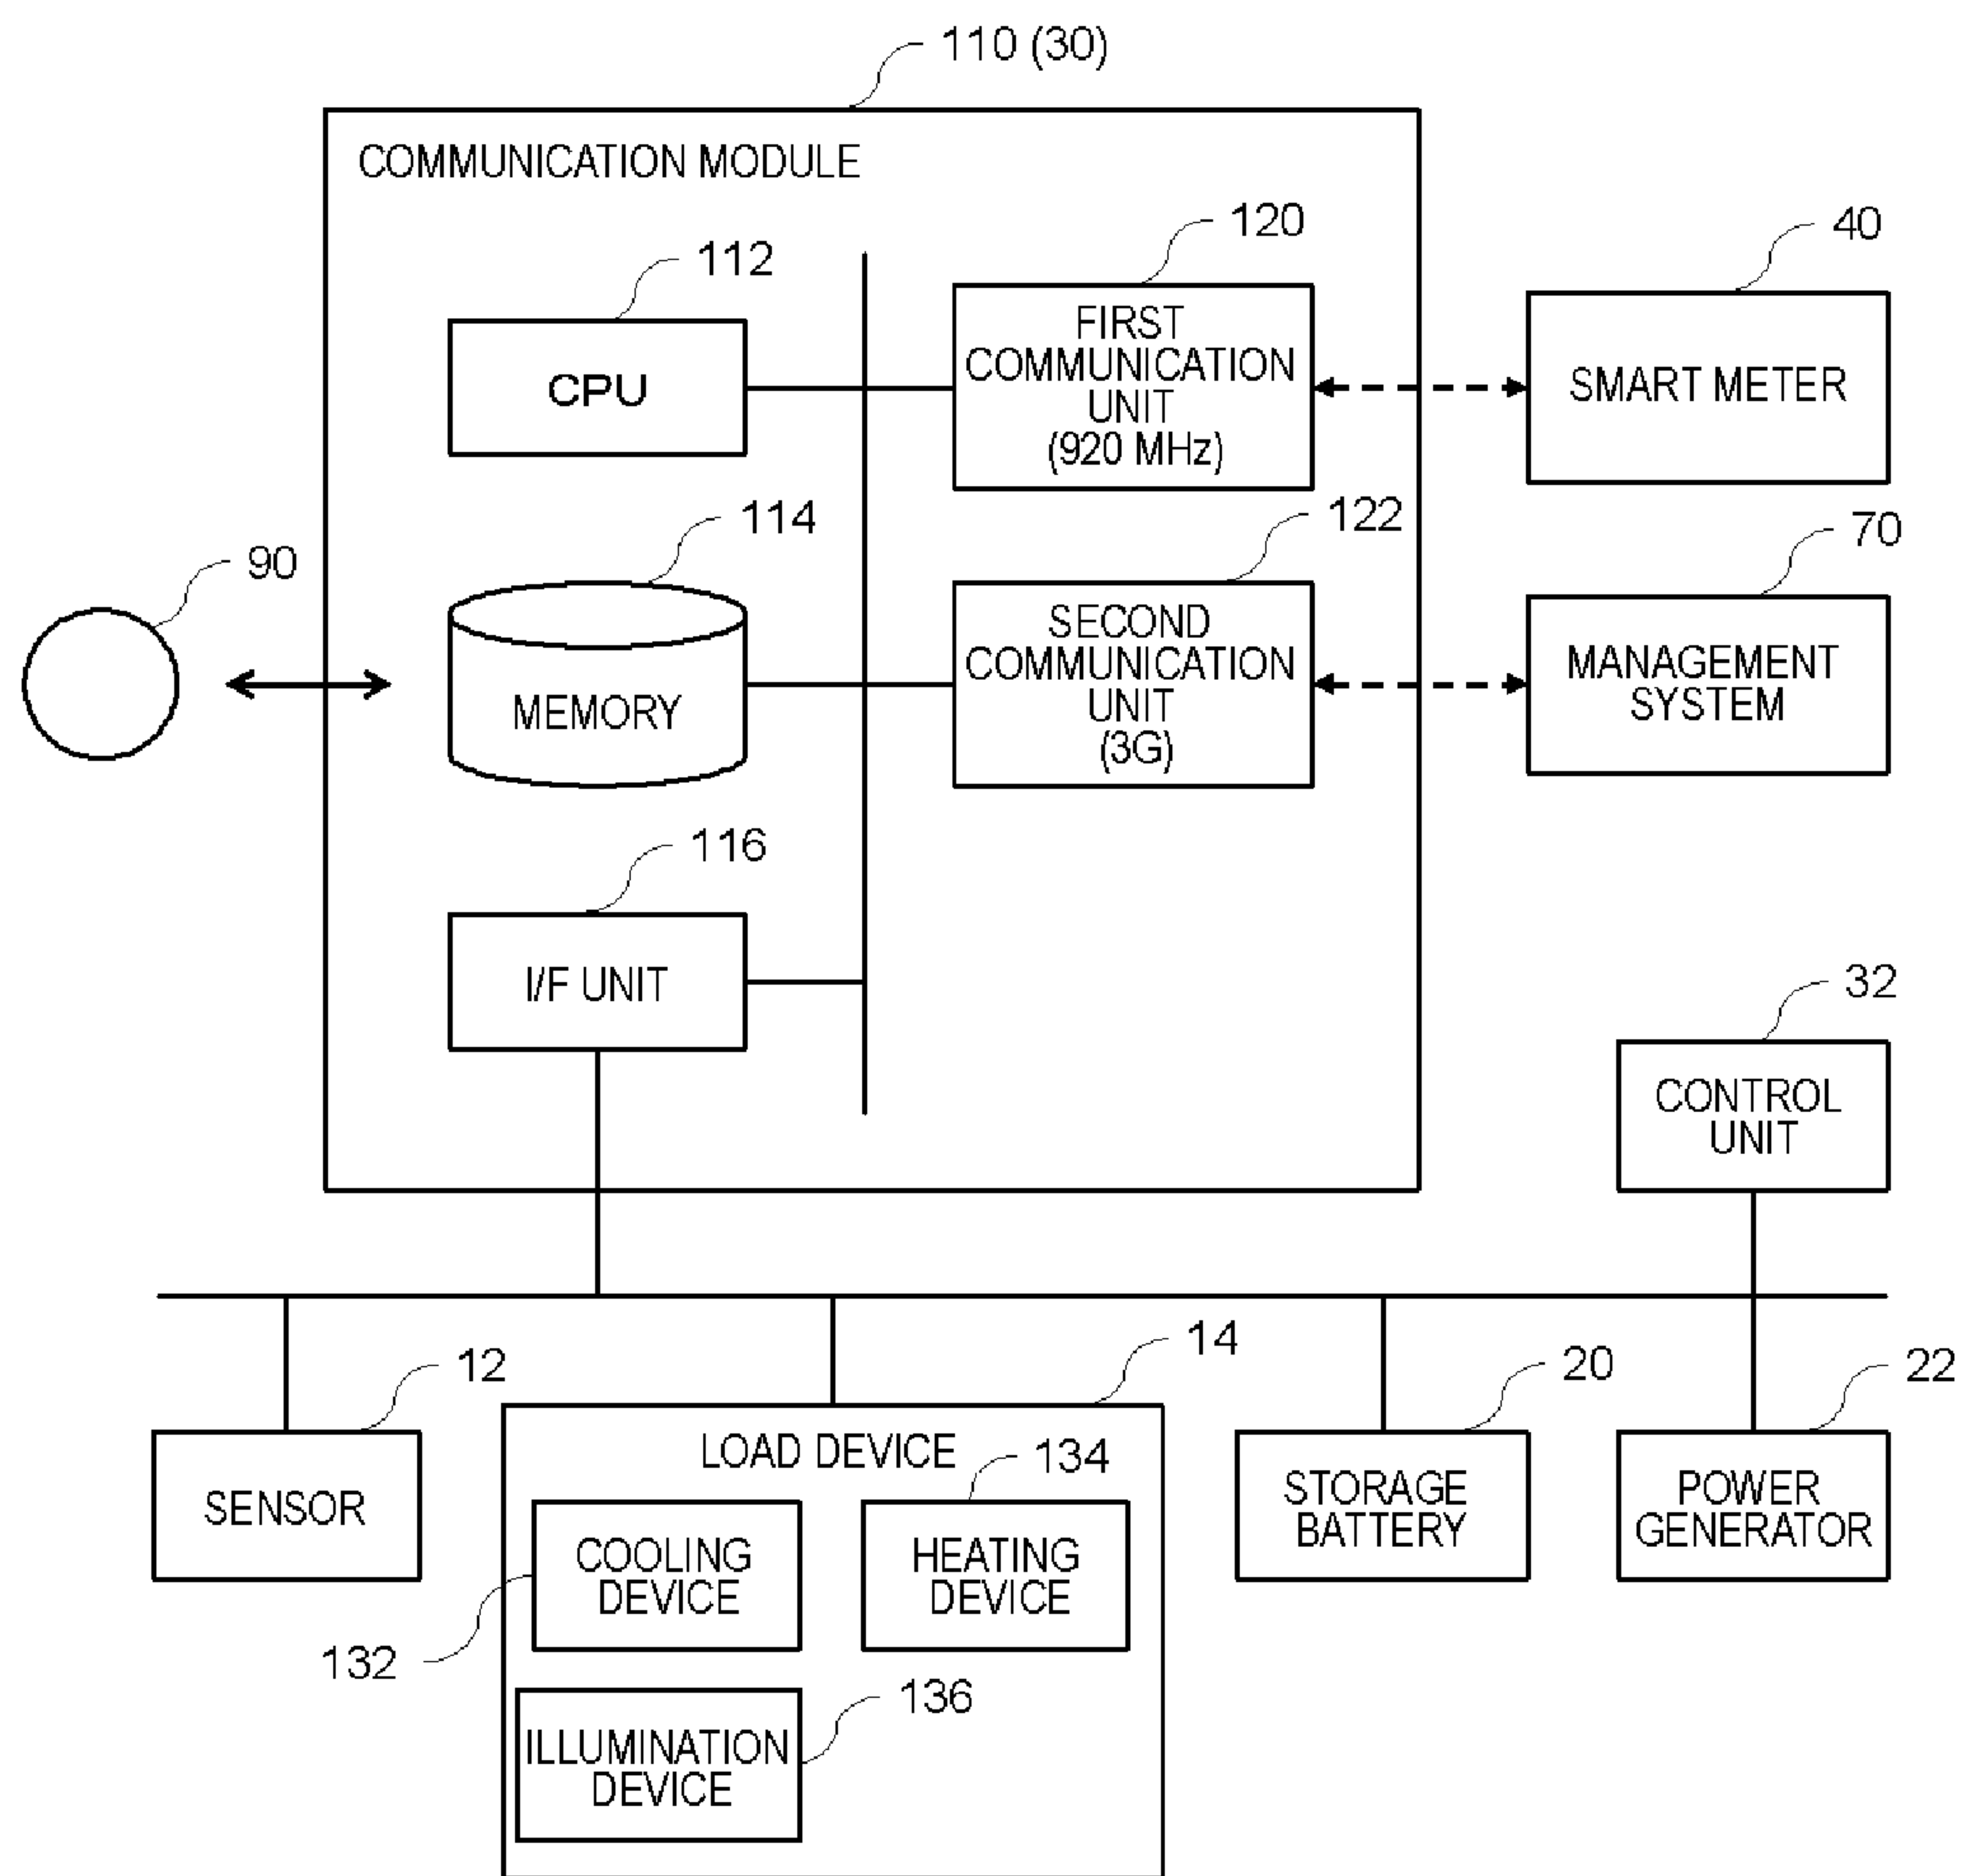 110 (30)
COMMUNICATION MODULE
112
CPU
120
FIRST
COMMUNICATION
UNIT
(920 MHz)
40
SMART METER
90
114
MEMORY
122
SECOND
COMMUNICATION
UNIT
(3G)
70
MANAGEMENT
SYSTEM
116
I/F UNIT
32
CONTROL
UNIT
12
SENSOR
14
LOAD DEVICE
132
COOLING
DEVICE
134
HEATING
DEVICE
136
ILLUMINATION
DEVICE
20
STORAGE
BATTERY
22
POWER
GENERATOR